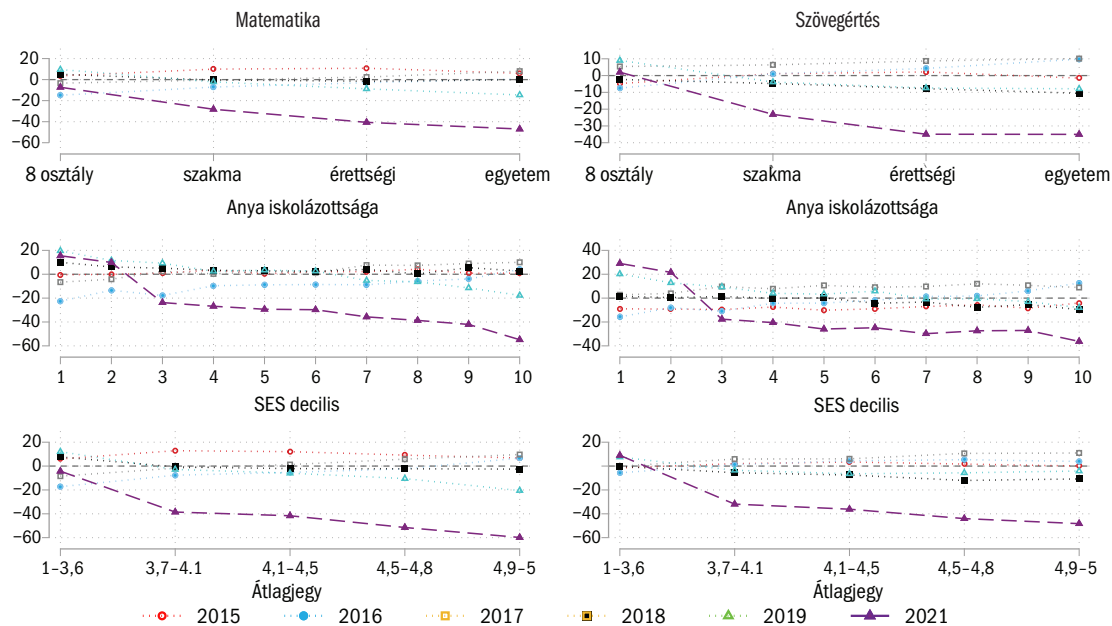 Matematika
20
0
−20
−40
−60
8 osztály szakma érettségi egyetem
Anya iskolázottsága
20
0
−20
−40
−60
1 2 3 4 5 6 7 8 9 10
SES decilis
20
0
−20
−40
−60
1–3,6 3,7–4.1 4,1–4,5 4,5–4,8 4,9–5
Átlagjegy
Szövegértés
10
0
−10
−20
−30
−40
8 osztály szakma érettségi egyetem
Anya iskolázottsága
40
20
0
−20
−40
1 2 3 4 5 6 7 8 9 10
SES decilis
20
0
−20
−40
−60
1–3,6 3,7–4.1 4,1–4,5 4,5–4,8 4,9–5
Átlagjegy
2015 2016 2017 2018 2019 2021